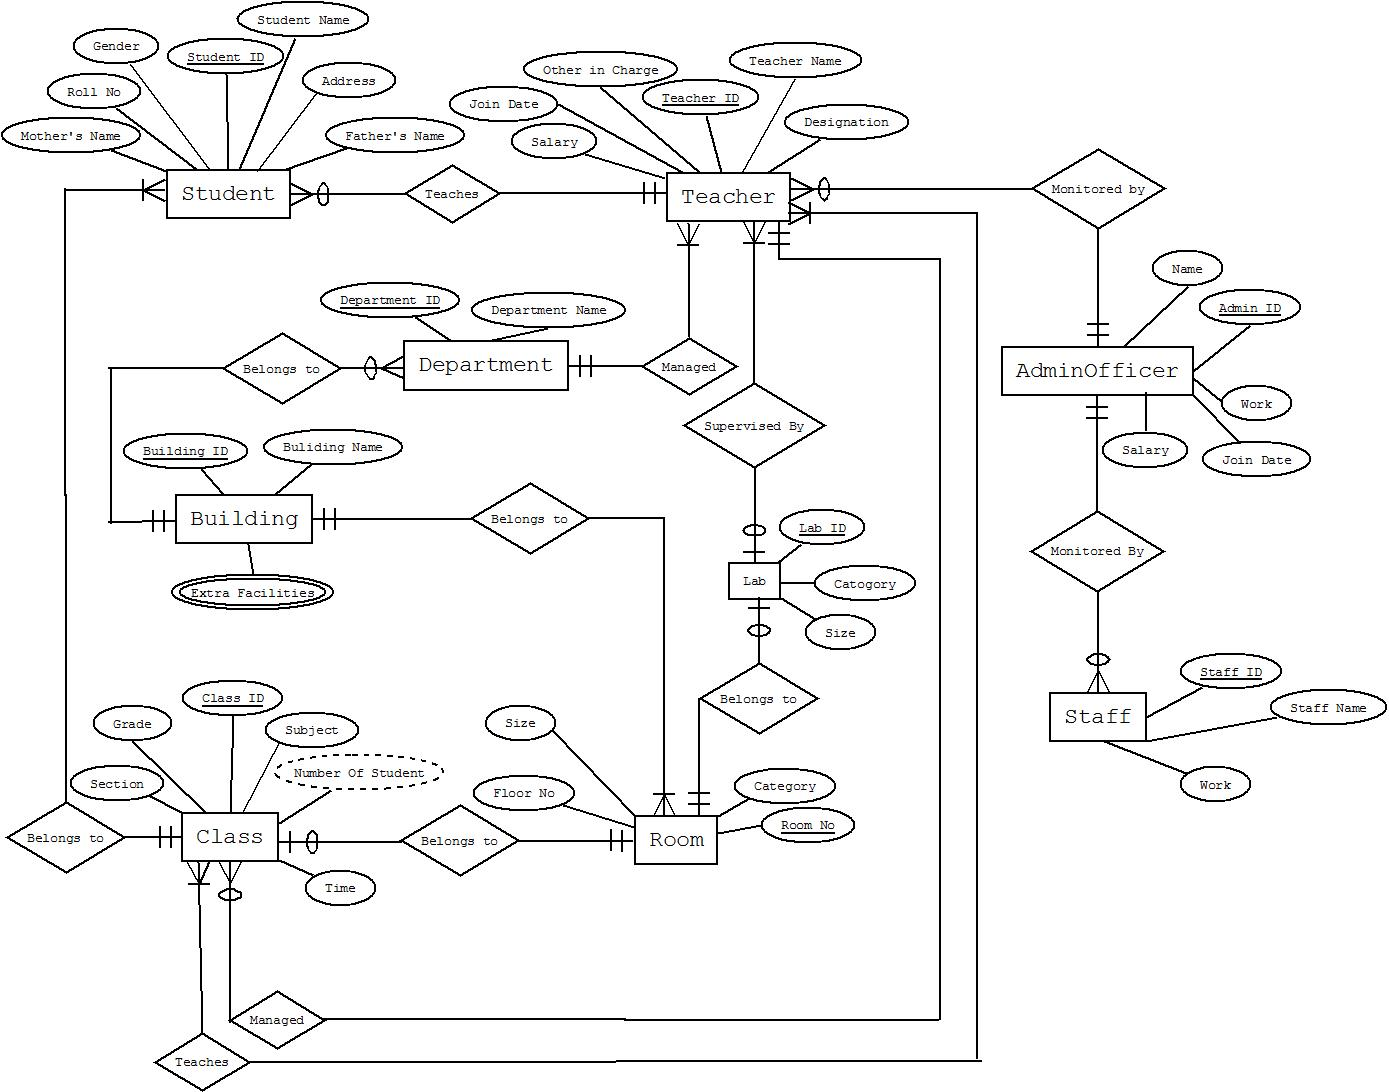 Student Name
Gender
Student ID
Address
Roll No
Mother's Name
Father's Name
Student
Teaches
Other in Charge
Teacher Name
Teacher ID
Join Date
Designation
Salary
Teacher
Monitored by
Name
Admin ID
AdminOfficer
Work
Salary
Join Date
Department ID
Department Name
Belongs to
Department
Managed
Supervised By
Building ID
Buliding Name
Building
Belongs to
Extra Facilities
Lab ID
Lab
Catogory
Size
Belongs to
Monitored By
Staff ID
Staff Name
Staff
Work
Class ID
Grade
Subject
Number Of Student
Section
Belongs to
Class
Time
Belongs to
Size
Floor No
Category
Room No
Room
Managed
Teaches